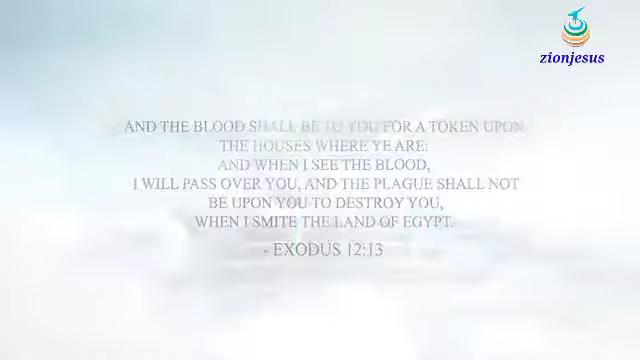 zionjesus
AND THE BLOOD SHALL BE TO YOU FOR A TOKEN UPON
THE HOUSES WHERE YE ARE:
AND WHEN I SEE THE BLOOD,
I WILL PASS OVER YOU, AND THE PLAGUE SHALL NOT
BE UPON YOU TO DESTROY YOU,
WHEN I SMITE THE LAND OF EGYPT.
- EXODUS 12:13